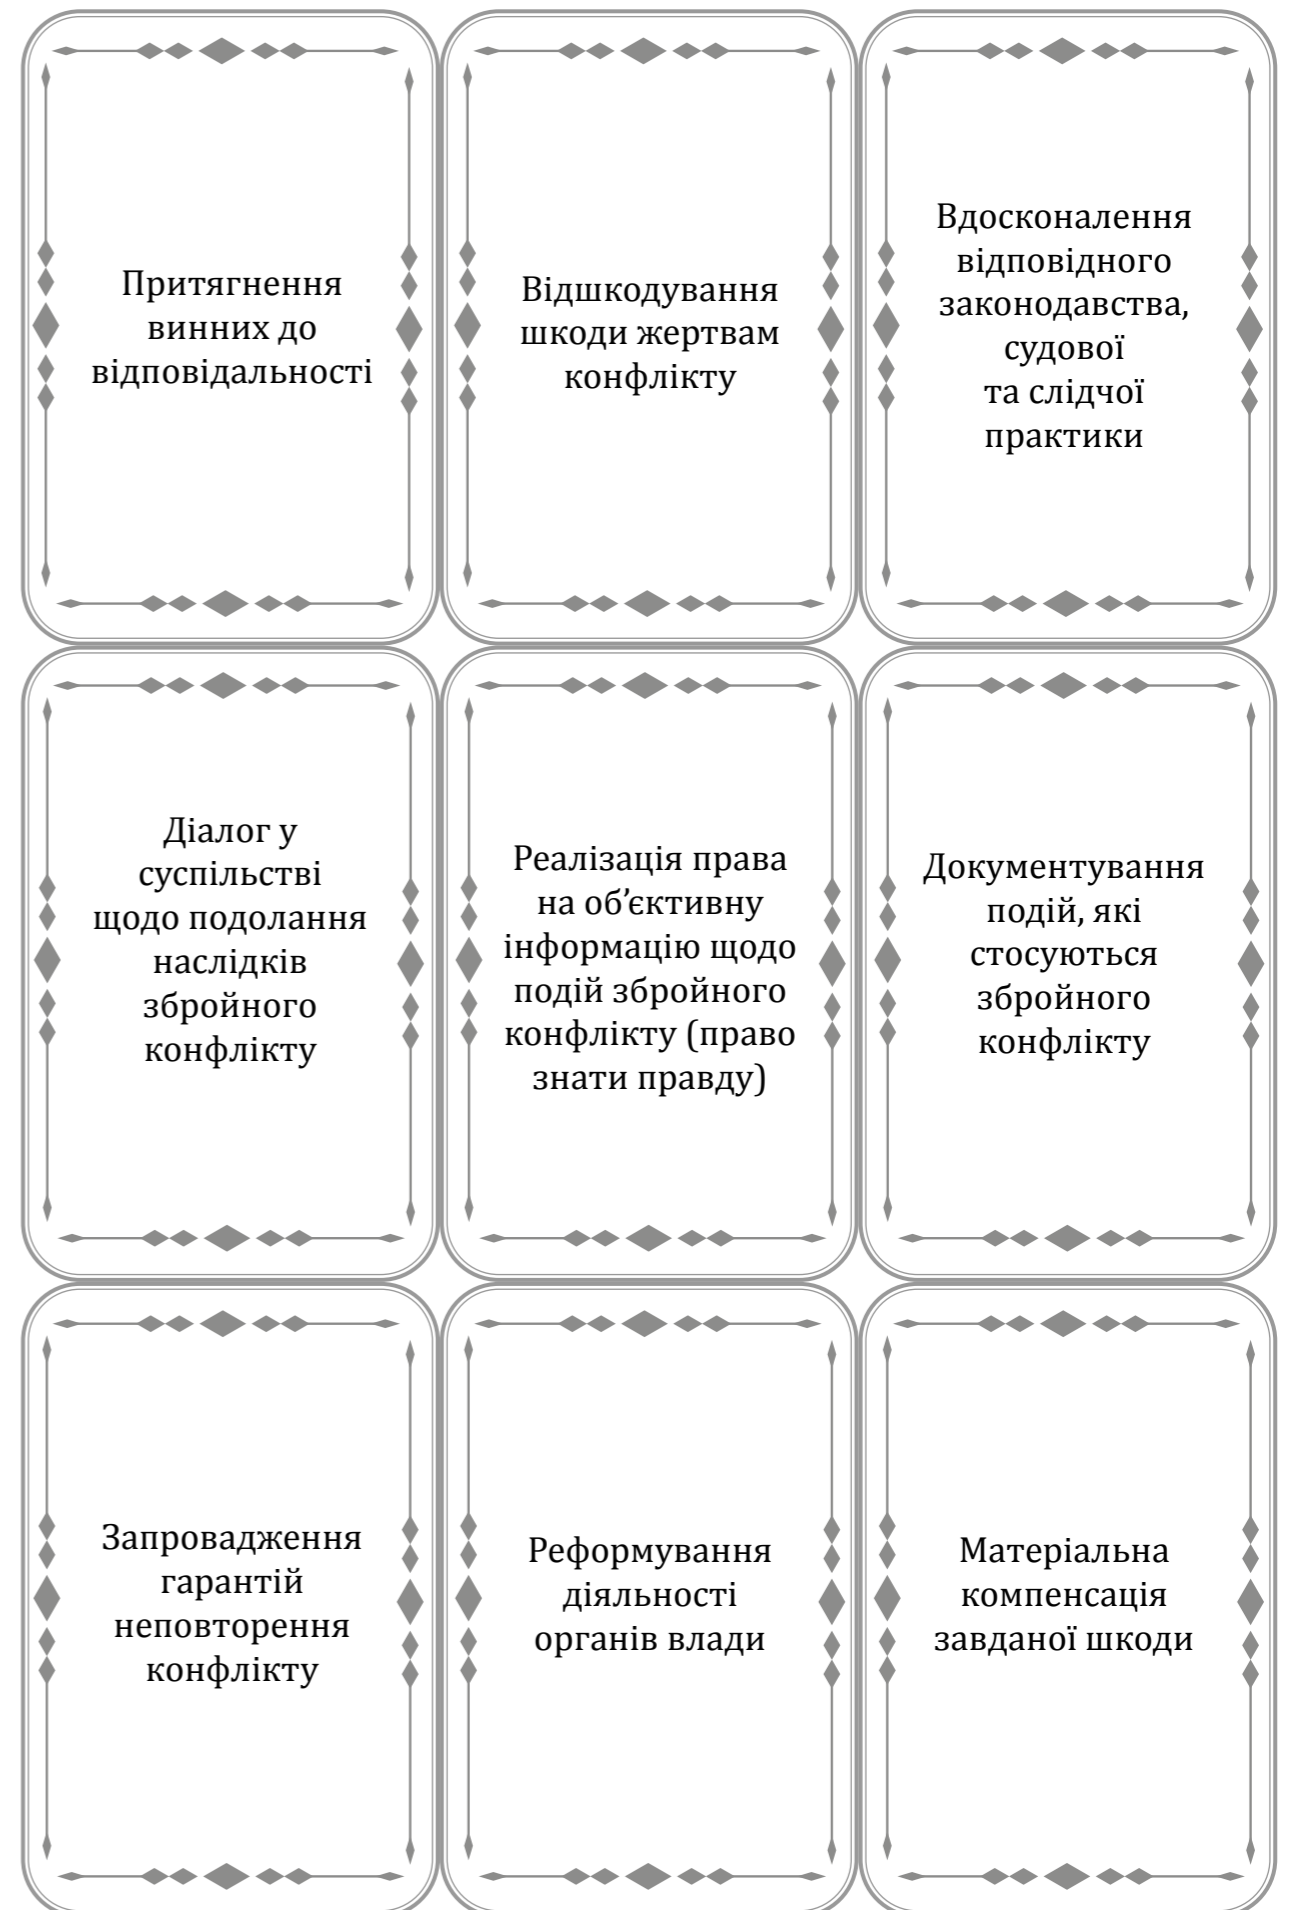 Притягнення
винних до
відповідальності
Відшкодування
шкоди жертвам
конфлікту
Вдосконалення
відповідного
законодавства,
судової
та слідчої
практики
Діалог у
суспільстві
щодо подолання
наслідків
збройного
конфлікту
Реалізація права
на об’єктивну
інформацію щодо
подій збройного
конфлікту (право
знати правду)
Документування
подій, які
стосуються
збройного
конфлікту
Запровадження
гарантій
неповторення
конфлікту
Реформування
діяльності
органів влади
Матеріальна
компенсація
завданої шкоди